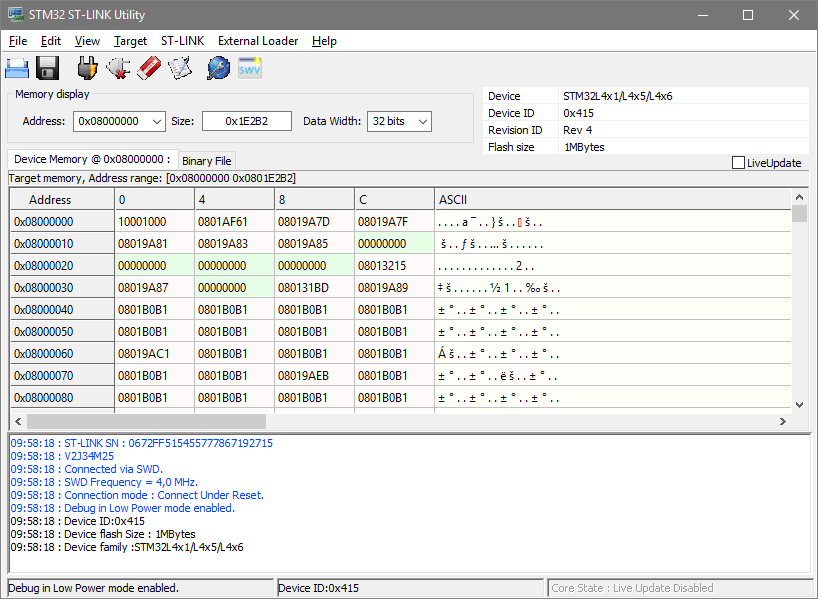 STM32 ST-LINK Utility
File Edit View Target ST-LINK External Loader Help
SWV
Memory display
Address: 0x08000000 Size: 0x1E2B2 Data Width: 32 bits
Device STM32L4x1/L4x5/L4x6
Device ID 0x415
Revision ID Rev 4
Flash size 1MBytes
LiveUpdate
Device Memory @ 0x08000000 : Binary File
Target memory, Address range: [0x08000000 0x0801E2B2]
Address 0 4 8 C ASCII
0x08000000 10001000 0801AF61 08019A7D 08019A7F ....a¯..}š..▯š..
0x08000010 08019A81 08019A83 08019A85 00000000 š..ƒš..…š......
0x08000020 00000000 00000000 00000000 08013215 .............2..
0x08000030 08019A87 00000000 080131BD 08019A89 ‡š......½1..‰š..
0x08000040 0801B0B1 0801B0B1 0801B0B1 0801B0B1 ±°..±°..±°..±°..
0x08000050 0801B0B1 0801B0B1 0801B0B1 0801B0B1 ±°..±°..±°..±°..
0x08000060 08019AC1 0801B0B1 0801B0B1 0801B0B1 Áš..±°..±°..±°..
0x08000070 0801B0B1 0801B0B1 08019AEB 0801B0B1 ±°..±°..ëš..±°..
0x08000080 0801B0B1 0801B0B1 0801B0B1 0801B0B1 ±°..±°..±°..±°..
09:58:18 : ST-LINK SN : 0672FF515455777867192715
09:58:18 : V2J34M25
09:58:18 : Connected via SWD.
09:58:18 : SWD Frequency = 4,0 MHz.
09:58:18 : Connection mode : Connect Under Reset.
09:58:18 : Debug in Low Power mode enabled.
09:58:18 : Device ID:0x415
09:58:18 : Device flash Size : 1MBytes
09:58:18 : Device family :STM32L4x1/L4x5/L4x6
Debug in Low Power mode enabled. Device ID:0x415 Core State : Live Update Disabled